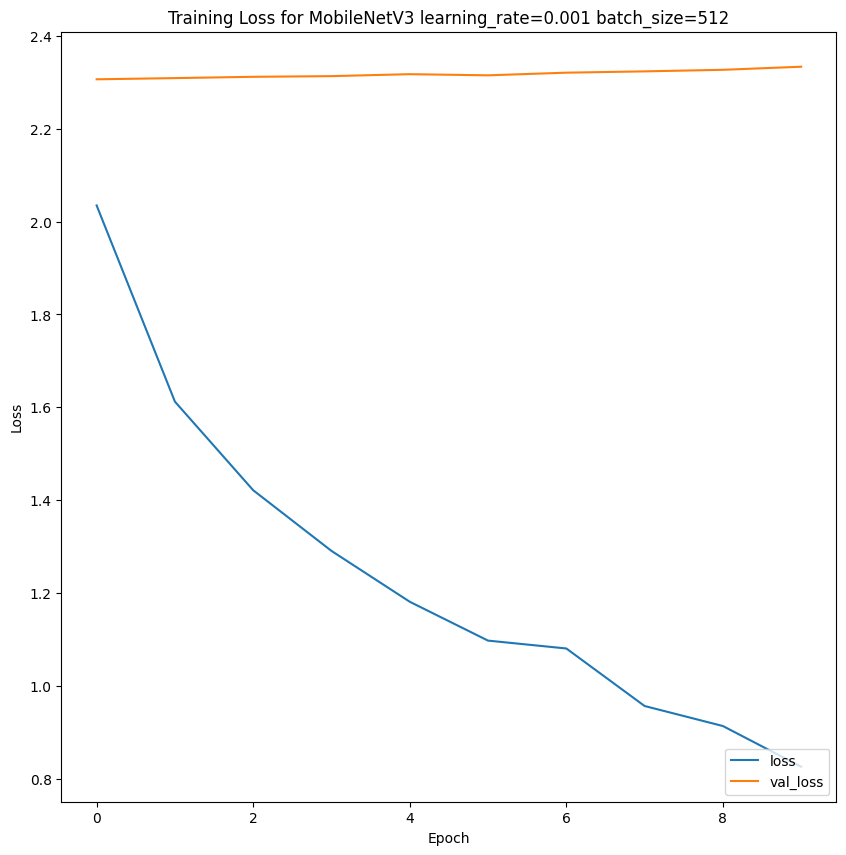 Training Loss for MobileNetV3 learning_rate=0.001 batch_size=512
2.4
2.2
2.0
1.8
1.6
1.4
1.2
1.0
0.8
Loss
0 2 4 6 8
Epoch
loss
val_loss